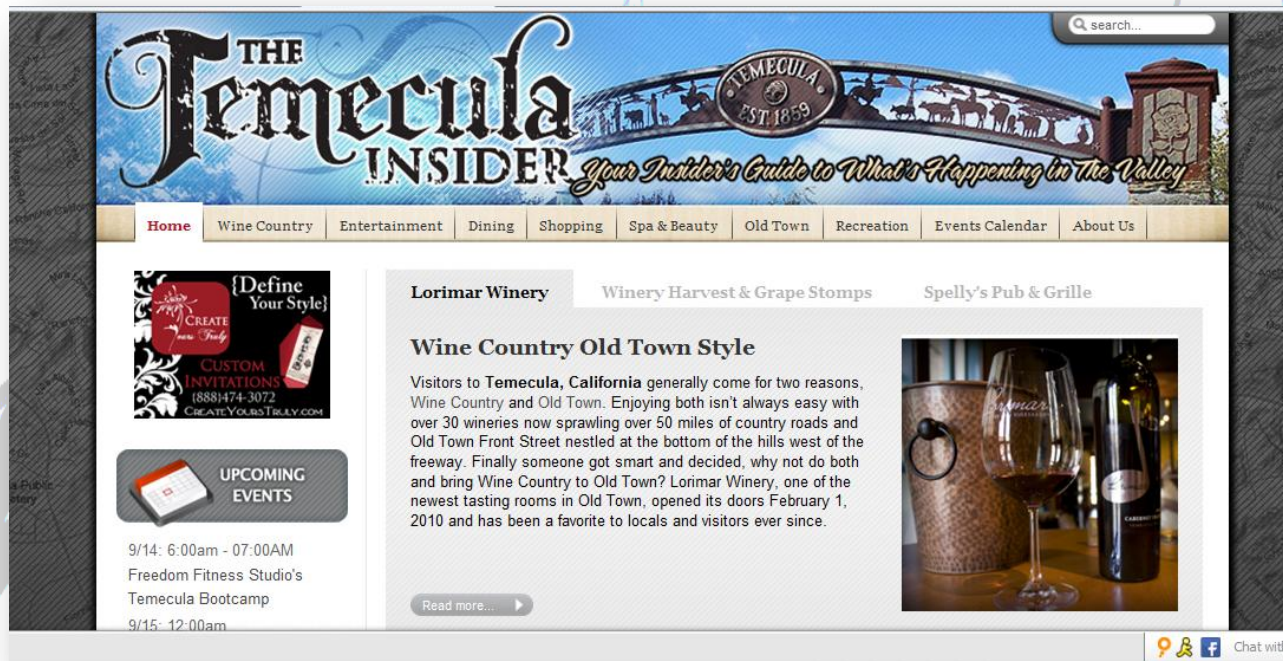 search...
THE
Temecula
INSIDER
TEMECULA
EST. 1859
Your Insider's Guide to What's Happening in The Valley
Home Wine Country Entertainment Dining Shopping Spa & Beauty Old Town Recreation Events Calendar About Us
{Define
Your Style}
CREATE
Yours Truly
CUSTOM
INVITATIONS
(888)474-3072
CREATEYOURSTRULY.COM
UPCOMING
EVENTS
9/14: 6:00am - 07:00AM
Freedom Fitness Studio's
Temecula Bootcamp
9/15: 12:00am
Lorimar Winery Winery Harvest & Grape Stomps Spelly's Pub & Grille
Wine Country Old Town Style
Visitors to Temecula, California generally come for two reasons,
Wine Country and Old Town. Enjoying both isn't always easy with
over 30 wineries now sprawling over 50 miles of country roads and
Old Town Front Street nestled at the bottom of the hills west of the
freeway. Finally someone got smart and decided, why not do both
and bring Wine Country to Old Town? Lorimar Winery, one of the
newest tasting rooms in Old Town, opened its doors February 1,
2010 and has been a favorite to locals and visitors ever since.
Read more...
Lorimar
CABERNET
Chat with